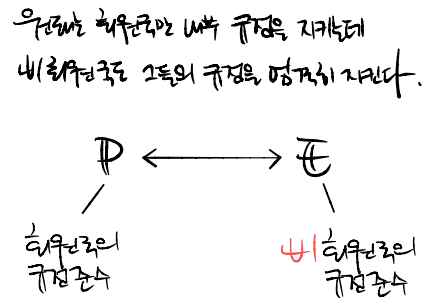 우원래는 회원국만 내부 규정을 지키는데
비회원국도 그들의 규정을 엄격히 지킨다.
P ↔ E
회원국의 비회원국의
규정준수 규정준수